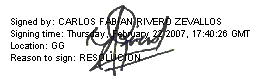 Signed by: CARLOS FABIAN RIVERO ZEVALLOS
Signing time: Thursday, February 22 2007, 17:40:26 GMT
Location: GG
Reason to sign: RESOLUCION